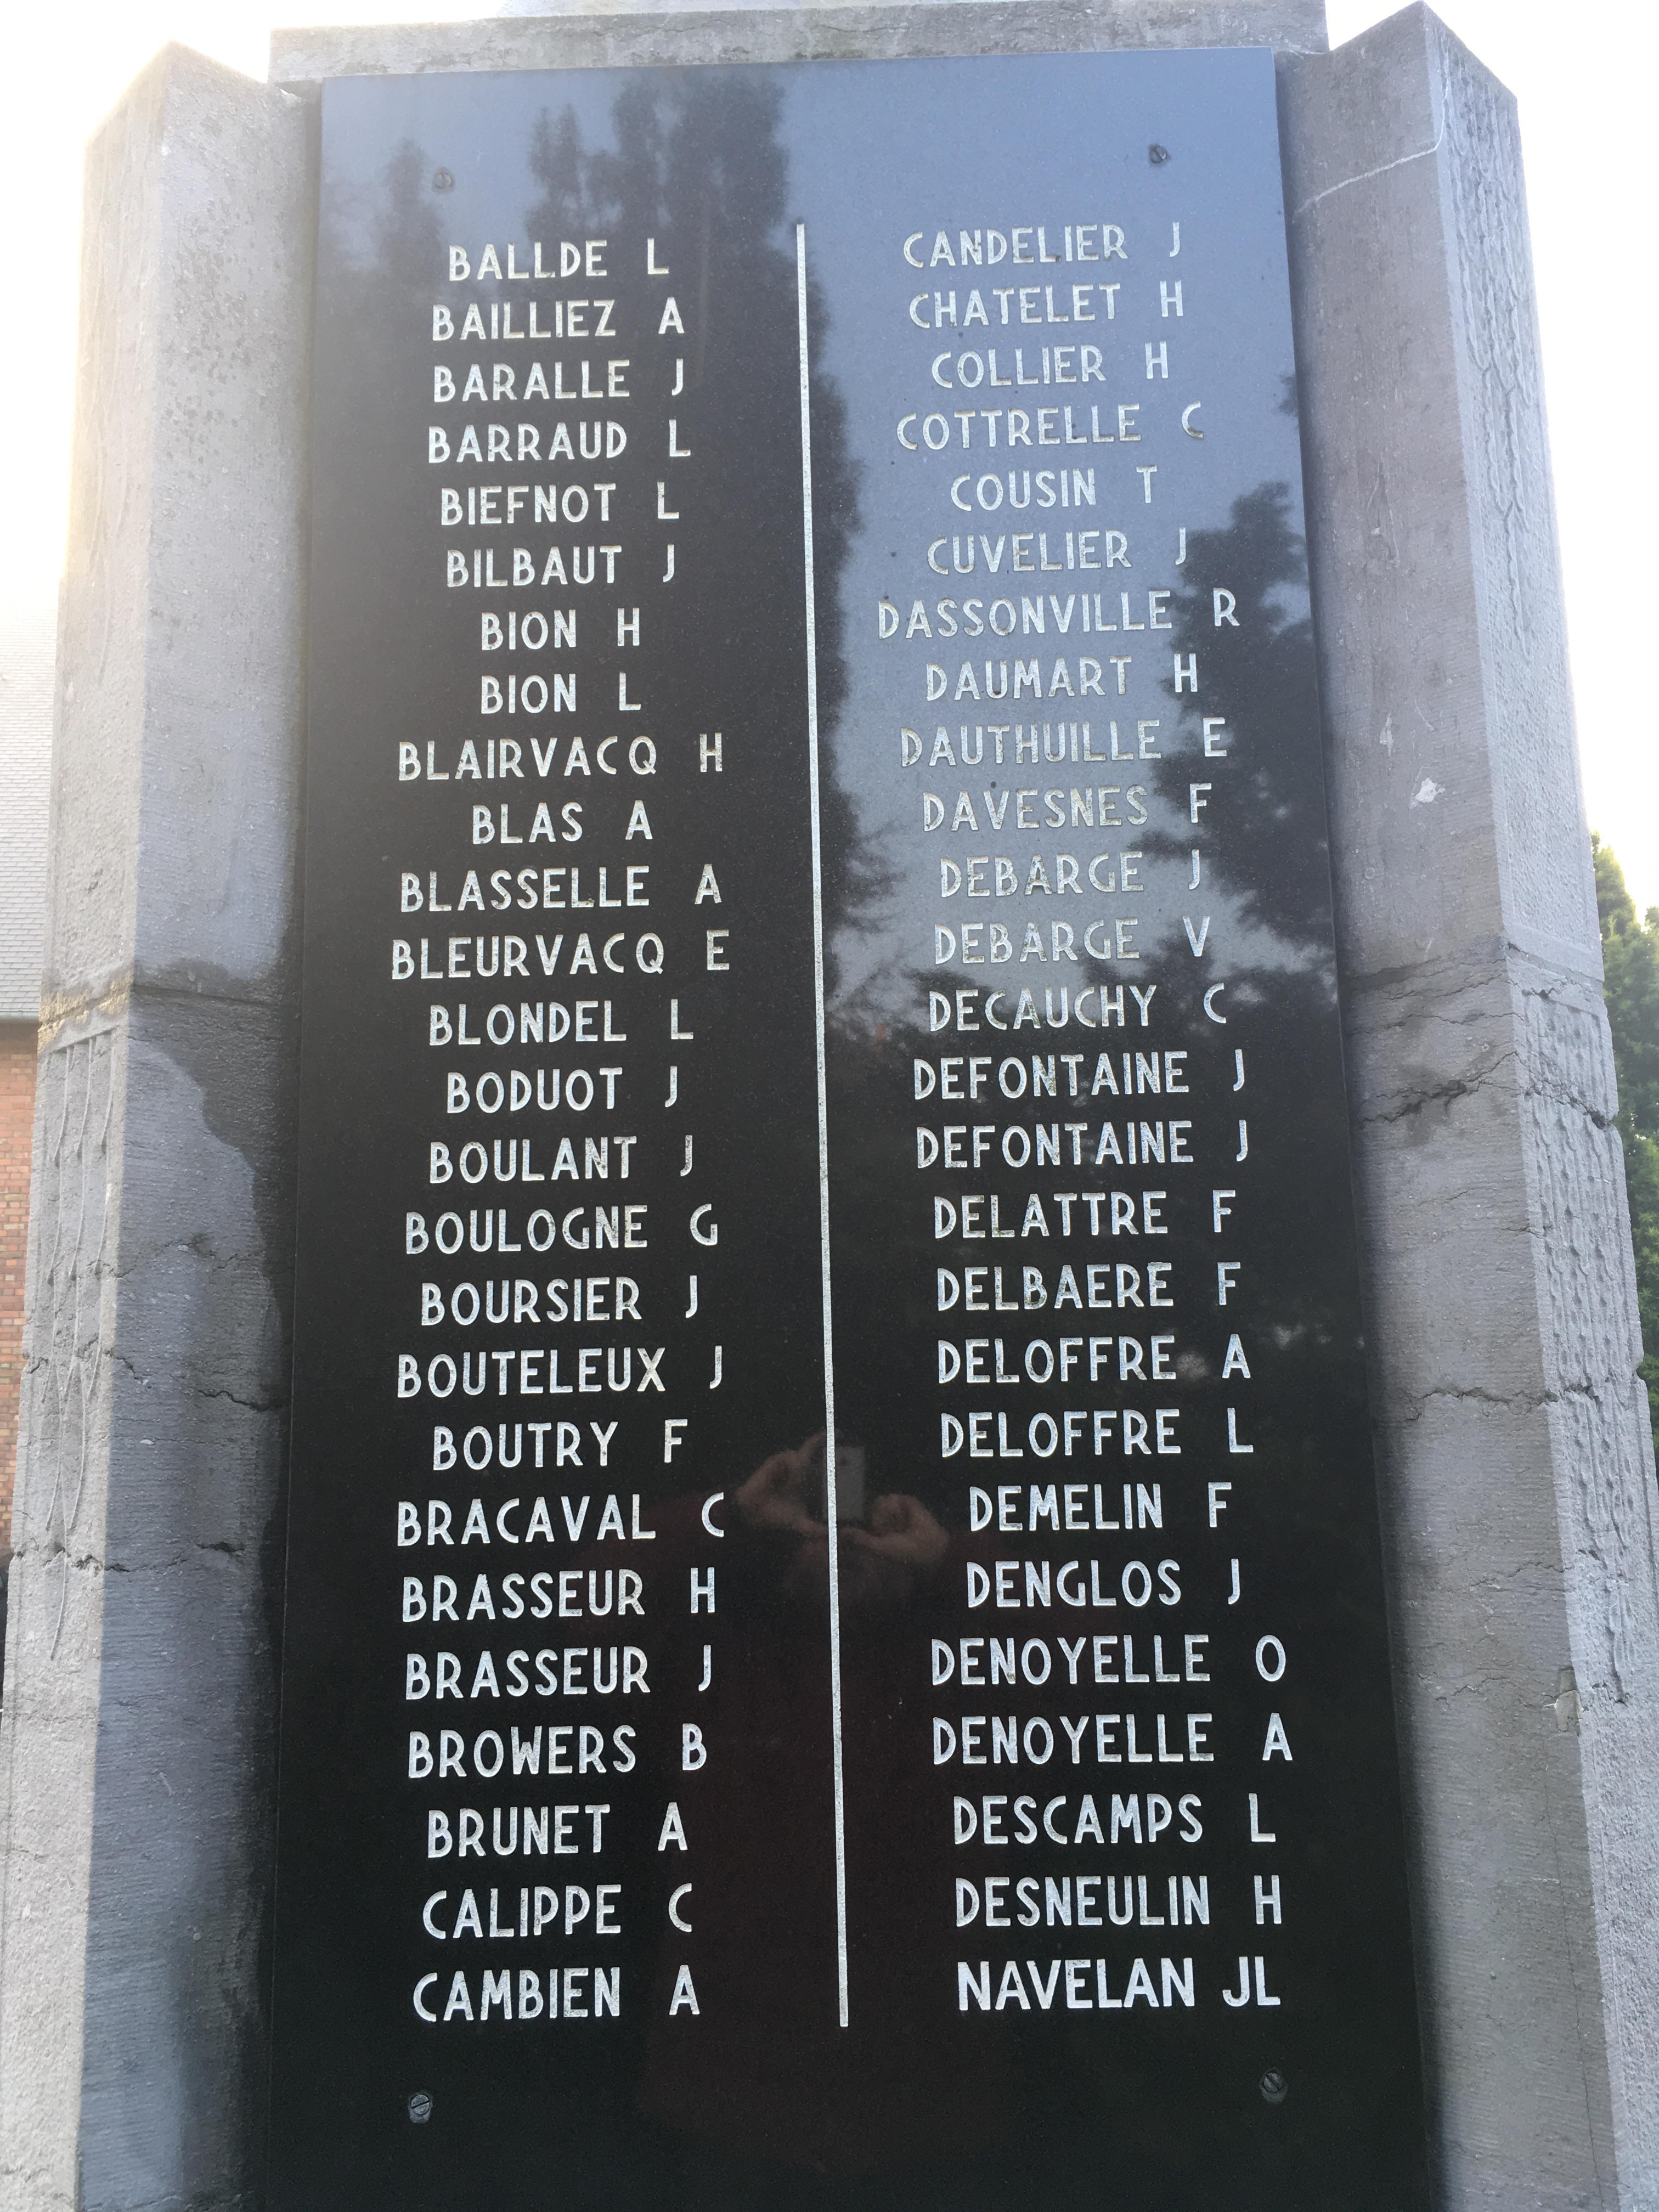 BALLDE L
BAILLIEZ A
BARALLE J
BARRAUD L
BIEFNOT L
BILBAUT J
BION H
BION L
BLAIRVACQ H
BLAS A
BLASSELLE A
BLEURVACQ E
BLONDEL L
BODUOT J
BOULANT J
BOULOGNE G
BOURSIER J
BOUTELEUX J
BOUTRY F
BRACAVAL C
BRASSEUR H
BRASSEUR J
BROWERS B
BRUNET A
CALIPPE C
CAMBIEN A
CANDELIER J
CHATELET H
COLLIER H
COTTRELLE C
COUSIN T
CUVELIER J
DASSONVILLE R
DAUMART H
DAUTHUILLE E
DAVESNES F
DEBARGE J
DEBARGE V
DECAUCHY C
DEFONTAINE J
DEFONTAINE J
DELATTRE F
DELBAERE F
DELOFFRE A
DELOFFRE L
DEMELIN F
DENGLOS J
DENOYELLE O
DENOYELLE A
DESCAMPS L
DESNEULIN H
NAVELAN JL